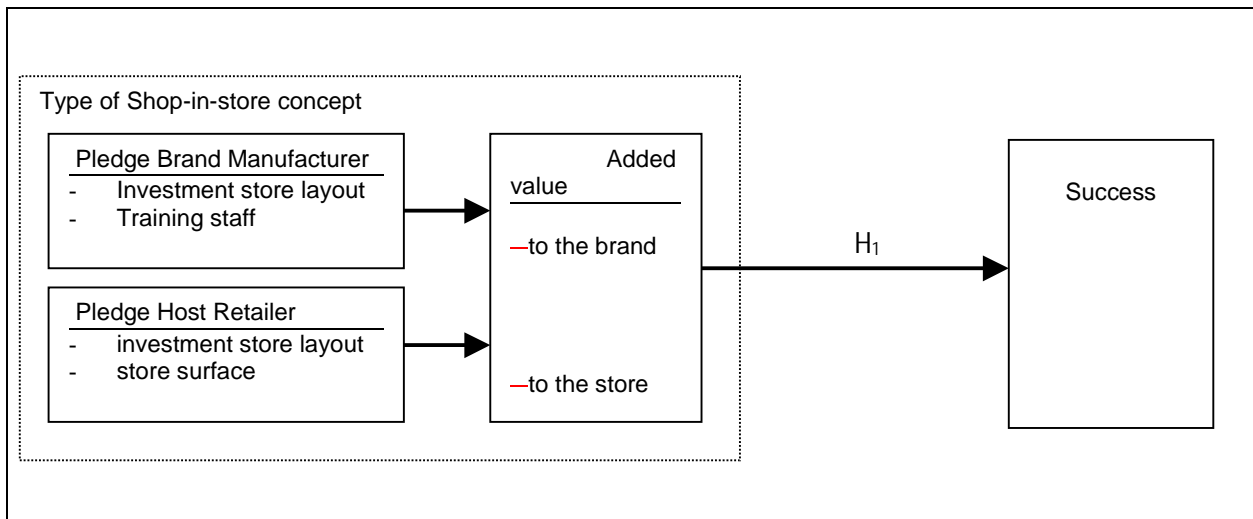 Type of Shop-in-store concept
Pledge Brand Manufacturer
- Investment store layout
- Training staff
Pledge Host Retailer
- investment store layout
- store surface
Added
value
—to the brand
—to the store
H₁
Success